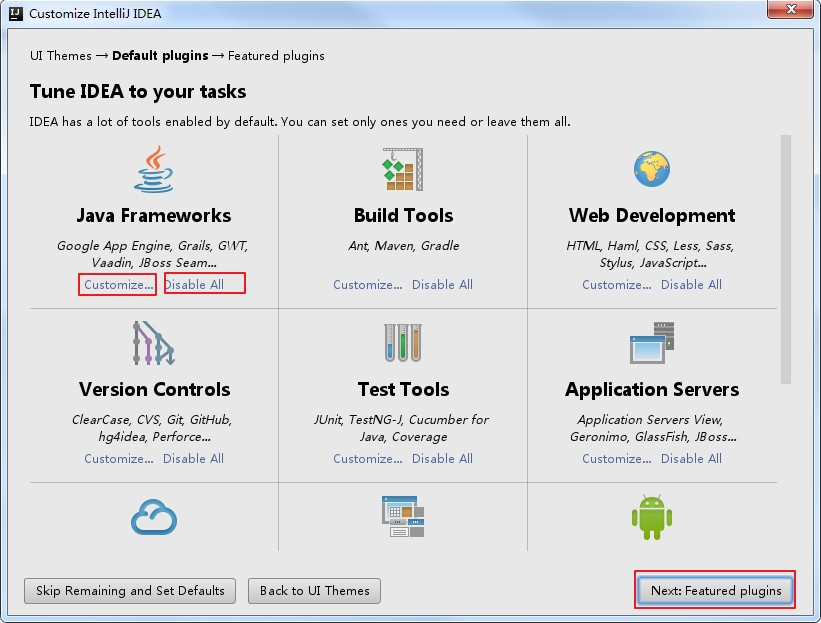 IJ Customize IntelliJ IDEA
UI Themes → Default plugins → Featured plugins
Tune IDEA to your tasks
IDEA has a lot of tools enabled by default. You can set only ones you need or leave them all.
Java Frameworks
Google App Engine, Grails, GWT,
Vaadin, JBoss Seam...
Customize... Disable All
Build Tools
Ant, Maven, Gradle
Customize... Disable All
Web Development
HTML, Haml, CSS, Less, Sass,
Stylus, JavaScript...
Customize... Disable All
Version Controls
ClearCase, CVS, Git, GitHub,
hg4idea, Perforce...
Customize... Disable All
Test Tools
JUnit, TestNG-J, Cucumber for
Java, Coverage
Customize... Disable All
Application Servers
Application Servers View,
Geronimo, GlassFish, JBoss...
Customize... Disable All
Skip Remaining and Set Defaults
Back to UI Themes
Next: Featured plugins